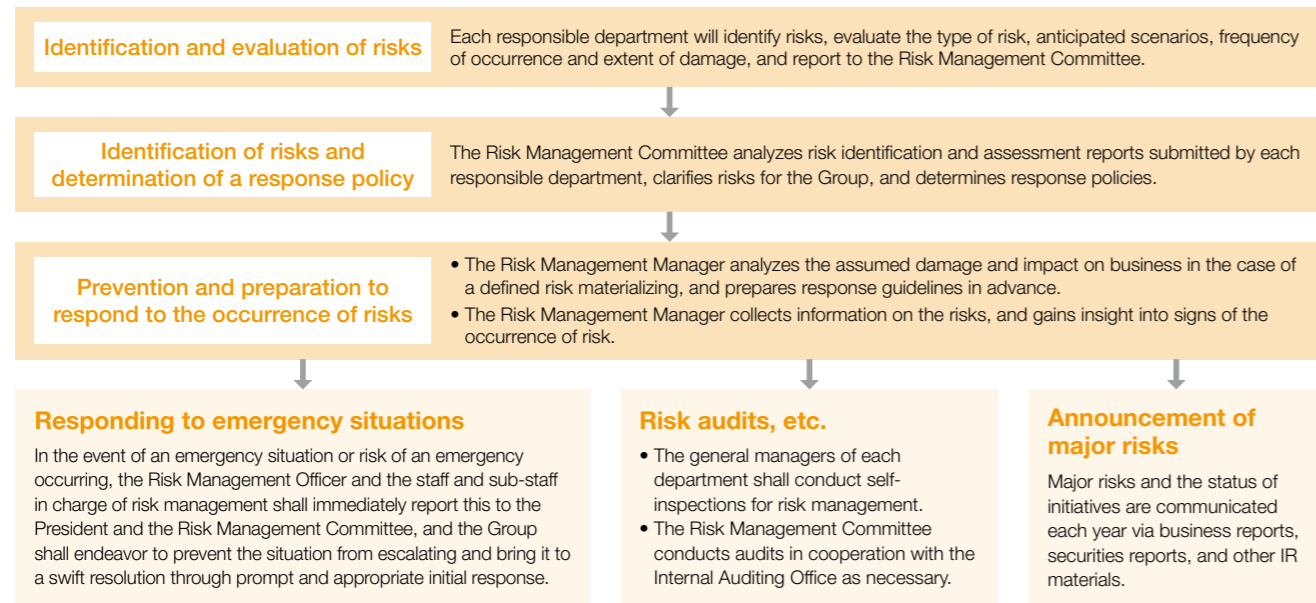 Identification and evaluation of risks
Each responsible department will identify risks, evaluate the type of risk, anticipated scenarios, frequency
of occurrence and extent of damage, and report to the Risk Management Committee.
Identification of risks and
determination of a response policy
The Risk Management Committee analyzes risk identification and assessment reports submitted by each
responsible department, clarifies risks for the Group, and determines response policies.
Prevention and preparation to
respond to the occurrence of risks
• The Risk Management Manager analyzes the assumed damage and impact on business in the case of
a defined risk materializing, and prepares response guidelines in advance.
• The Risk Management Manager collects information on the risks, and gains insight into signs of the
occurrence of risk.
Responding to emergency situations
In the event of an emergency situation or risk of an emergency
occurring, the Risk Management Officer and the staff and sub-staff
in charge of risk management shall immediately report this to the
President and the Risk Management Committee, and the Group
shall endeavor to prevent the situation from escalating and bring it to
a swift resolution through prompt and appropriate initial response.
Risk audits, etc.
• The general managers of each
department shall conduct self-
inspections for risk management.
• The Risk Management Committee
conducts audits in cooperation with the
Internal Auditing Office as necessary.
Announcement of
major risks
Major risks and the status of
initiatives are communicated
each year via business reports,
securities reports, and other IR
materials.